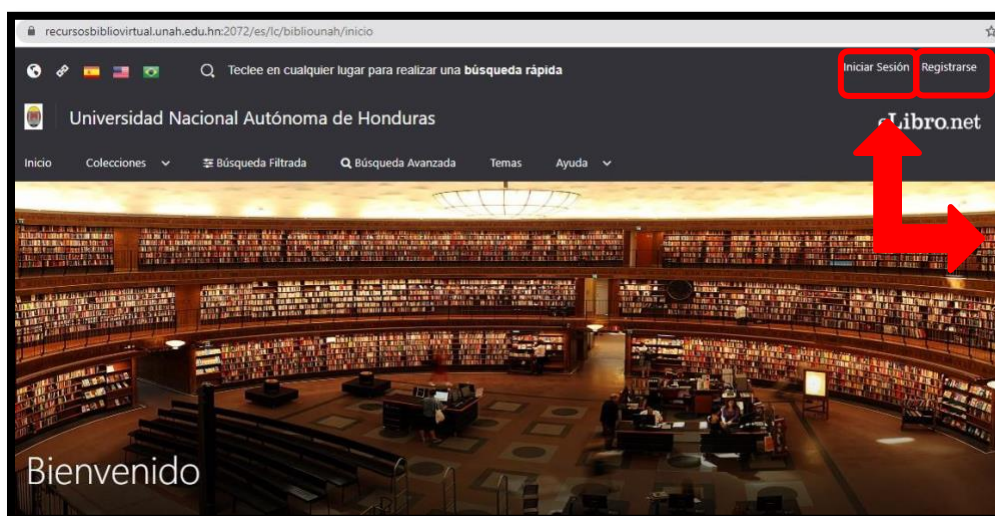 recursosbibliovirtual.unah.edu.hn:2072/es/lc/bibliounah/inicio
Teclee en cualquier lugar para realizar una búsqueda rápida
Iniciar Sesión Registrarse
Universidad Nacional Autónoma de Honduras
eLibro.net
Inicio Colecciones Búsqueda Filtrada Búsqueda Avanzada Temas Ayuda
Bienvenido